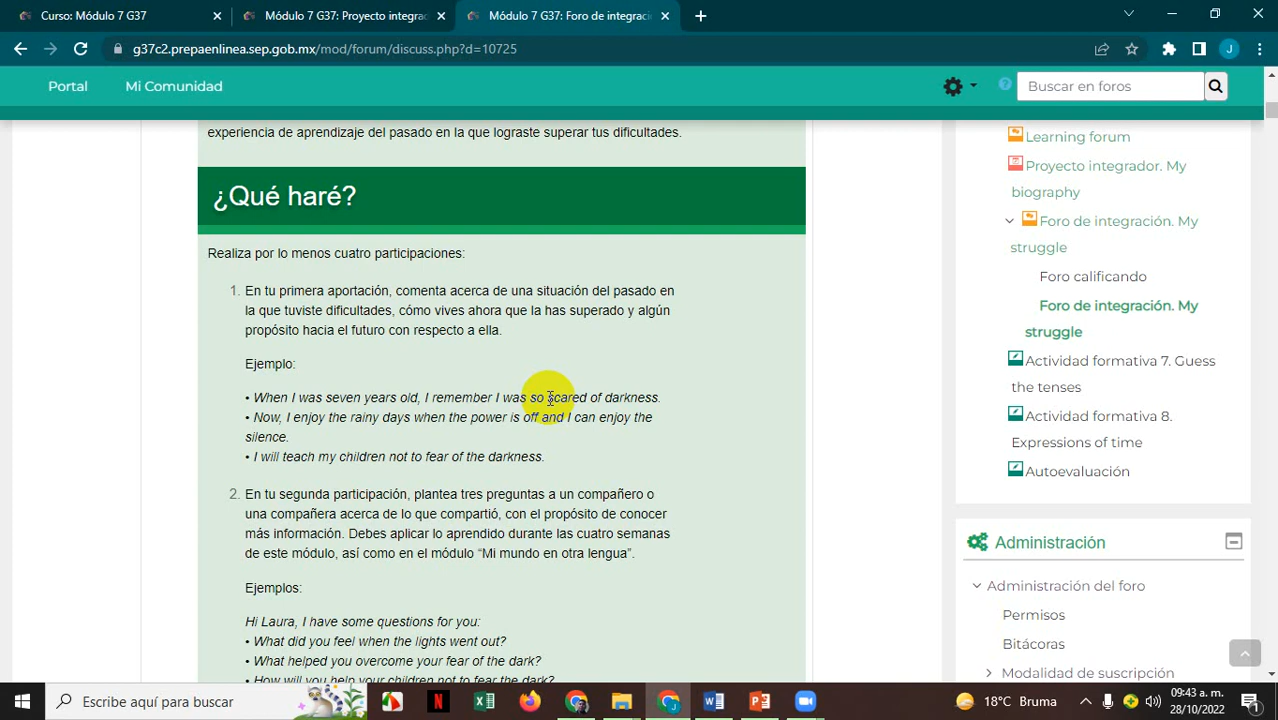 Curso: Módulo 7 G37
Módulo 7 G37: Proyecto integrad
Módulo 7 G37: Foro de integraci
g37c2.prepaenlinea.sep.gob.mx/mod/forum/discuss.php?d=10725
J
Portal
Mi Comunidad
Buscar en foros
experiencia de aprendizaje del pasado en la que lograste superar tus dificultades.
¿Qué haré?
Realiza por lo menos cuatro participaciones:
1. En tu primera aportación, comenta acerca de una situación del pasado en
la que tuviste dificultades, cómo vives ahora que la has superado y algún
propósito hacia el futuro con respecto a ella.
Ejemplo:
• When I was seven years old, I remember I was so scared of darkness.
• Now, I enjoy the rainy days when the power is off and I can enjoy the
silence.
• I will teach my children not to fear of the darkness.
2. En tu segunda participación, plantea tres preguntas a un compañero o
una compañera acerca de lo que compartió, con el propósito de conocer
más información. Debes aplicar lo aprendido durante las cuatro semanas
de este módulo, así como en el módulo “Mi mundo en otra lengua”.
Ejemplos:
Hi Laura, I have some questions for you:
• What did you feel when the lights went out?
• What helped you overcome your fear of the dark?
• How will you help your children not to fear the dark?
Learning forum
Proyecto integrador. My
biography
Foro de integración. My
struggle
Foro calificando
Foro de integración. My
struggle
Actividad formativa 7. Guess
the tenses
Actividad formativa 8.
Expressions of time
Autoevaluación
Administración
Administración del foro
Permisos
Bitácoras
Modalidad de suscripción
Escribe aquí para buscar
18°C Bruma
09:43 a. m.
28/10/2022